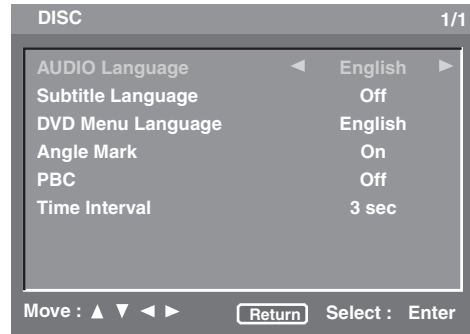 DISC 1/1
AUDIO Language ◀ English ▶
Subtitle Language Off
DVD Menu Language English
Angle Mark On
PBC Off
Time Interval 3 sec
Move : ▲ ▼ ◀ ▶ Return Select : Enter